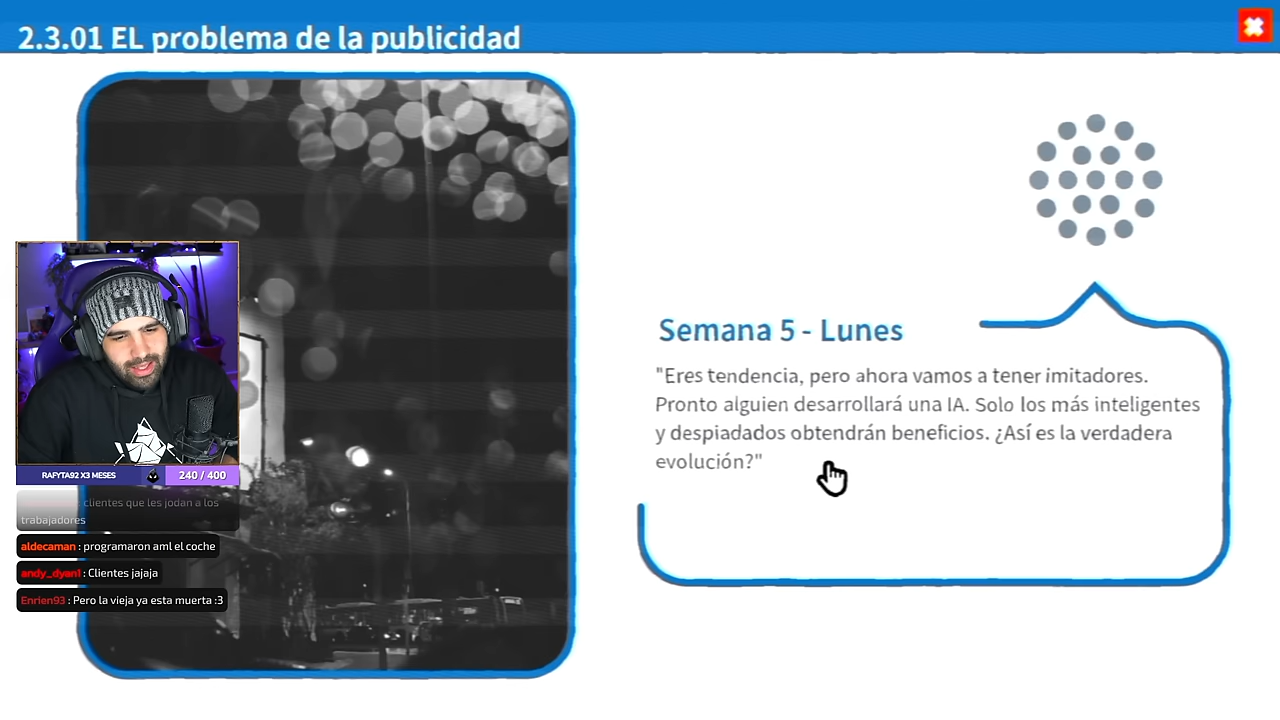 2.3.01 EL problema de la publicidad
Semana 5 - Lunes
"Eres tendencia, pero ahora vamos a tener imitadores.
Pronto alguien desarrollará una IA. Solo los más inteligentes
y despiadados obtendrán beneficios. ¿Así es la verdadera
evolución?"
RAFYTA92 X3 MESES
240 / 400
: clientes que les jodan a los
trabajadores
aldecaman : programaron aml el coche
andy_dyan1 : Clientes jajaja
Enrien93 : Pero la vieja ya esta muerta :3